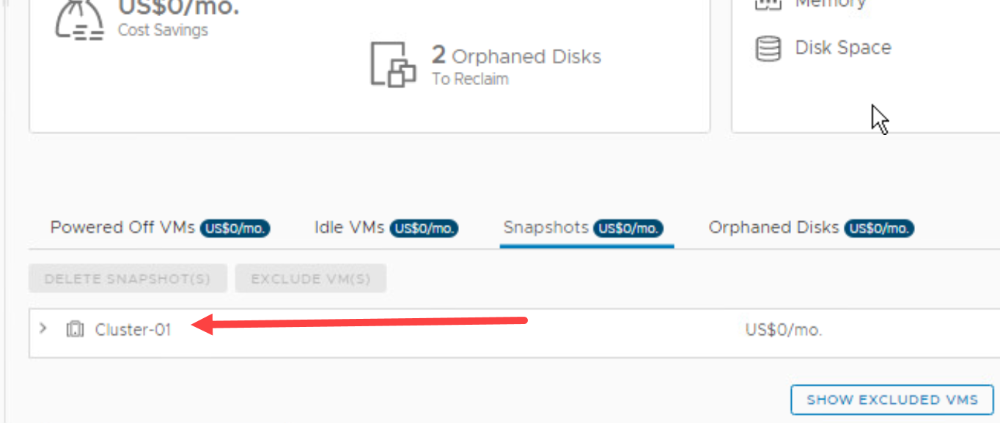 US$0/mo.
Cost Savings
2 Orphaned Disks
To Reclaim
Memory
Disk Space
Powered Off VMs US$0/mo.
Idle VMs US$0/mo.
Snapshots US$0/mo.
Orphaned Disks US$0/mo.
DELETE SNAPSHOT(S)
EXCLUDE VM(S)
Cluster-01
US$0/mo.
SHOW EXCLUDED VMS